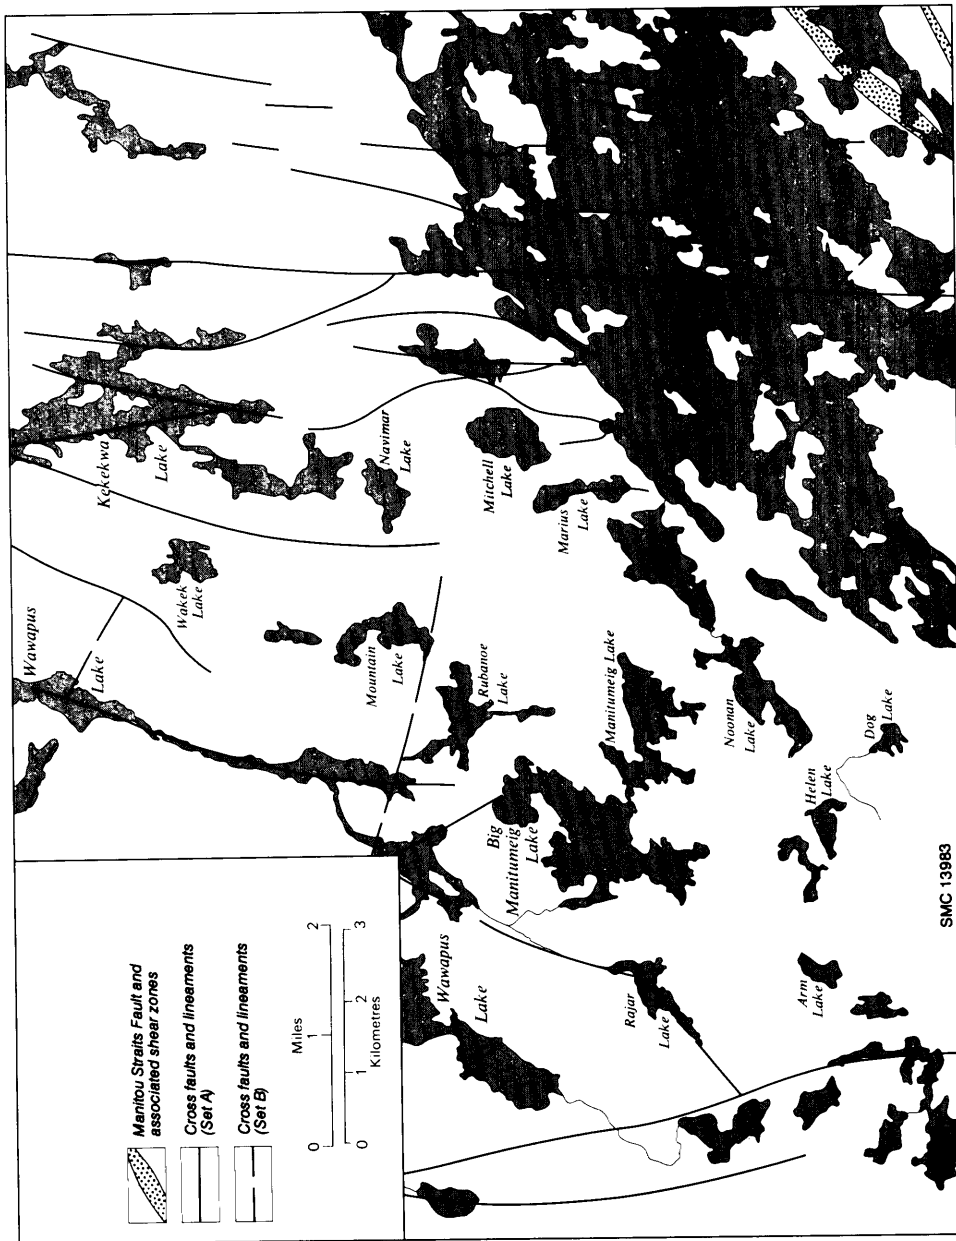 Manitou Straits Fault and
associated shear zones
Cross faults and lineaments
(Set A)
Cross faults and lineaments
(Set B)
Miles
0
1
2
0
1
2
3
Kilometres
Wawapus
Lake
Wakek
Lake
Kekekwa
Lake
Mountain
Lake
Navimar
Lake
Rubanoe
Lake
Mitchell
Lake
Marius
Lake
Wawapus
Lake
Big
Manitumeig
Lake
Manitumeig Lake
Rajar
Lake
Noonan
Lake
Arm
Lake
Helen
Lake
Dog
Lake
SMC 13983